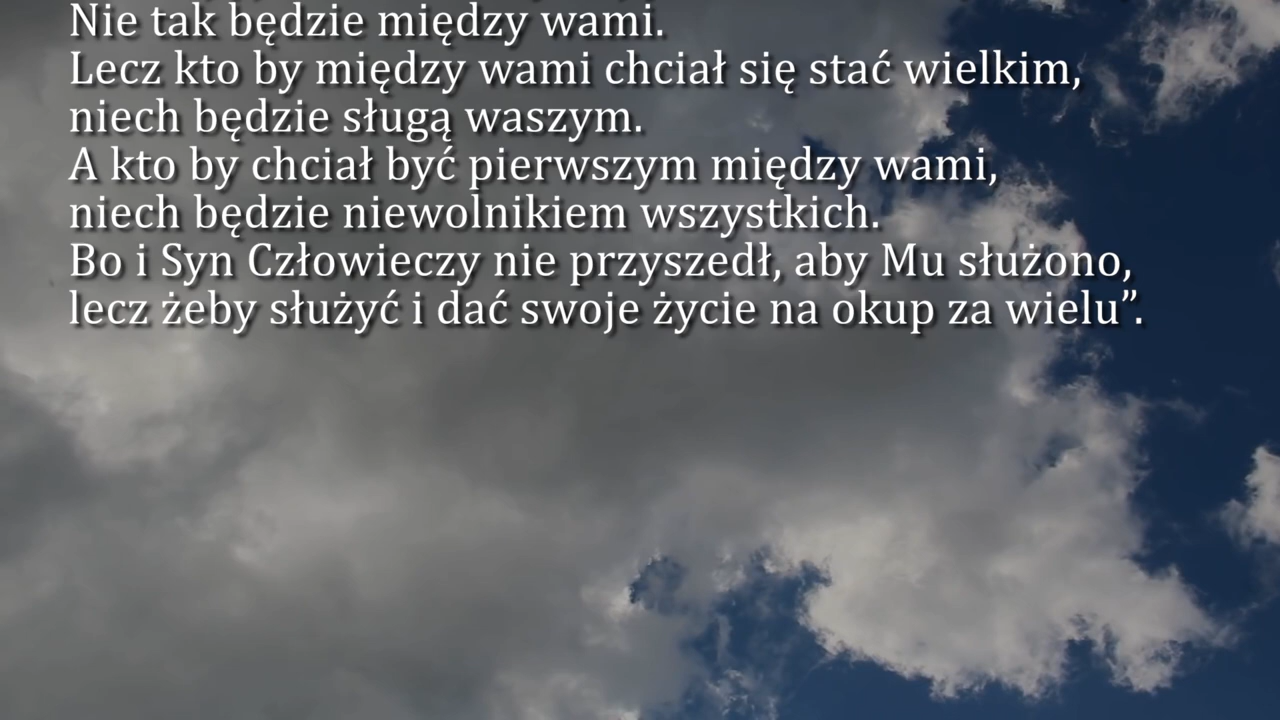 Nie tak będzie między wami.
Lecz kto by między wami chciał się stać wielkim,
niech będzie sługą waszym.
A kto by chciał być pierwszym między wami,
niech będzie niewolnikiem wszystkich.
Bo i Syn Człowieczy nie przyszedł, aby Mu służono,
lecz żeby służyć i dać swoje życie na okup za wielu”.